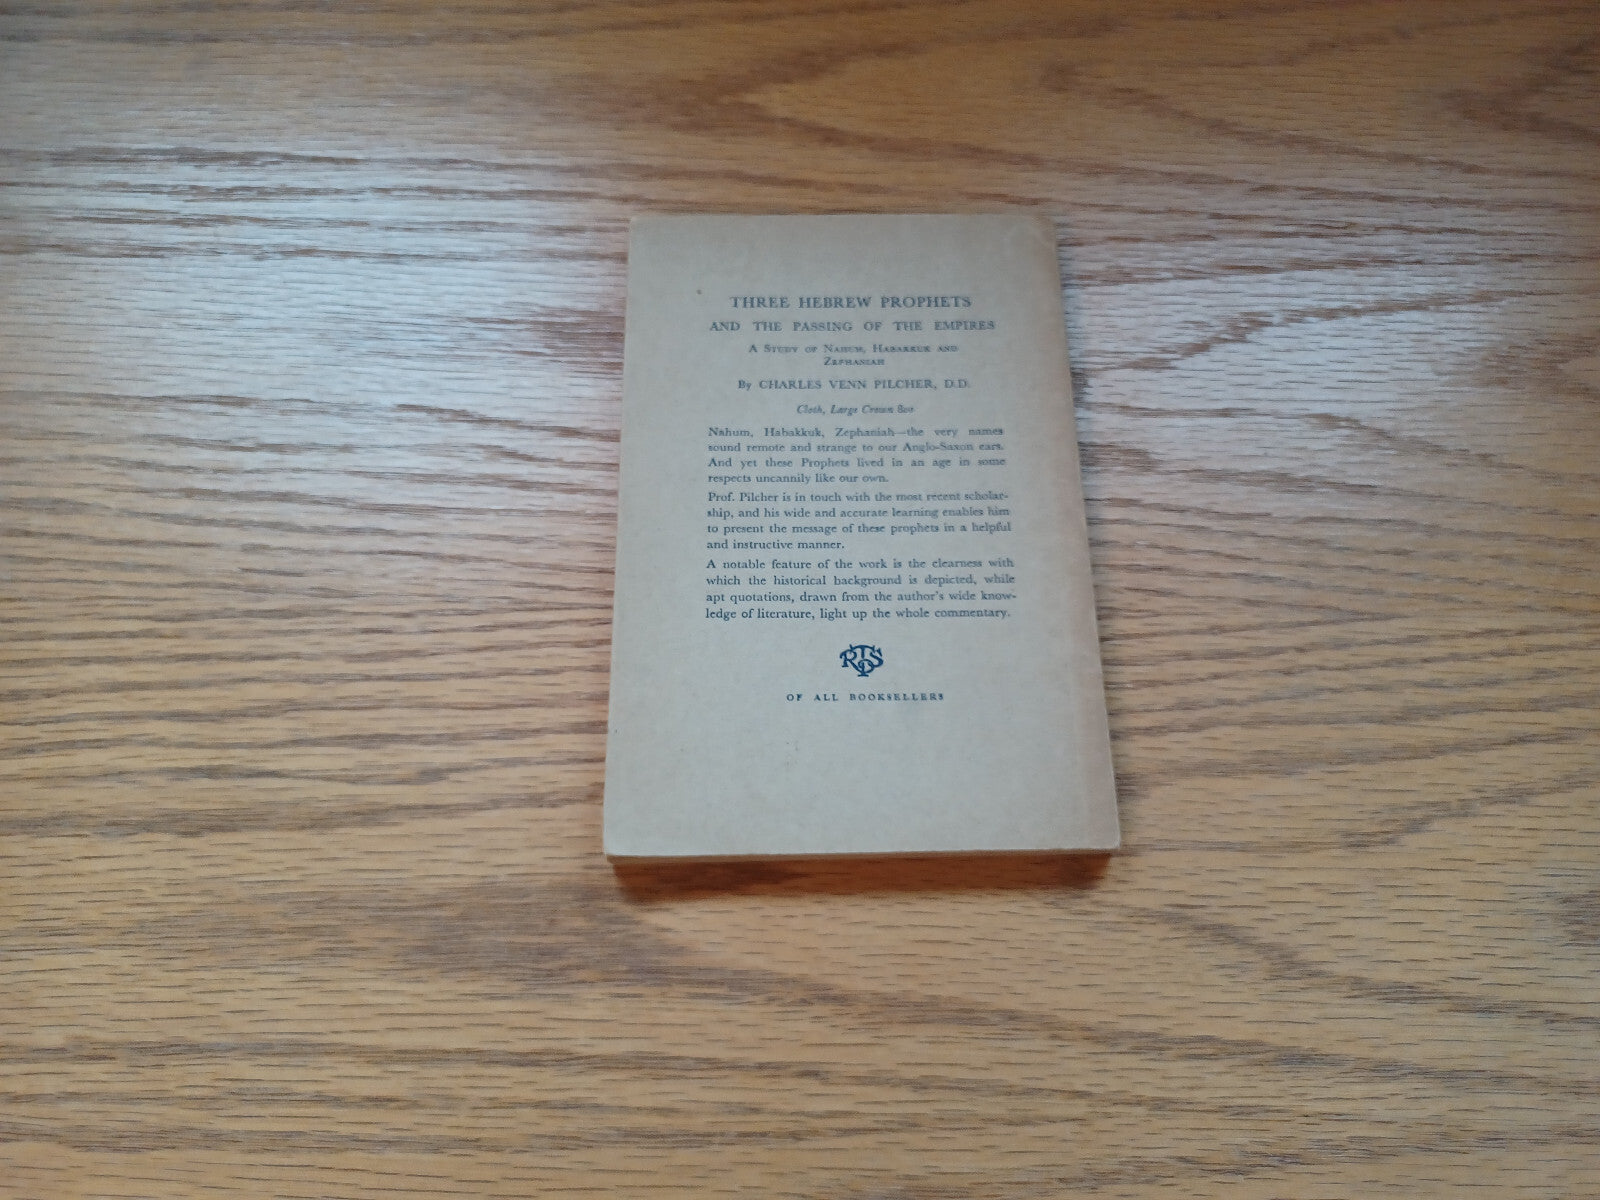 THREE HEBREW PROPHETS
AND THE PASSING OF THE EMPIRES
A Study of Nahum, Habakkuk and
Zephaniah
By CHARLES VENN PILCHER, D.D.
Cloth, Large Crown 8vo
Nahum, Habakkuk, Zephaniah—the very names
sound remote and strange to our Anglo-Saxon ears.
And yet these Prophets lived in an age in some
respects uncannily like our own.
Prof. Pilcher is in touch with the most recent scholar-
ship, and his wide and accurate learning enables him
to present the message of these prophets in a helpful
and instructive manner.
A notable feature of the work is the clearness with
which the historical background is depicted, while
apt quotations, drawn from the author's wide know-
ledge of literature, light up the whole commentary.
RTS
OF ALL BOOKSELLERS